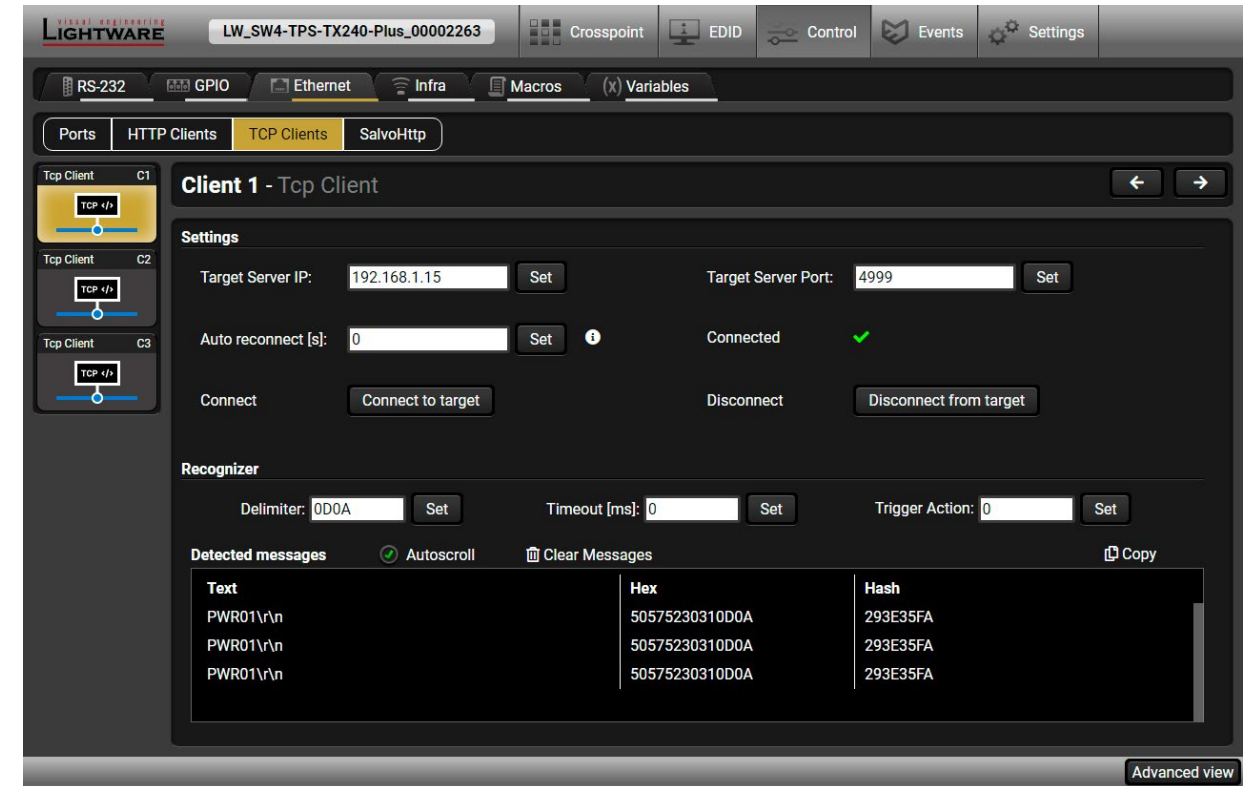 visual engineering
LIGHTWARE
LW_SW4-TPS-TX240-Plus_00002263
Crosspoint
EDID
Control
Events
Settings
RS-232
GPIO
Ethernet
Infra
Macros
(x) Variables
Ports
HTTP Clients
TCP Clients
SalvoHttp
Tcp Client C1
TCP </>
Tcp Client C2
TCP </>
Tcp Client C3
TCP </>
Client 1 - Tcp Client
Settings
Target Server IP: 192.168.1.15 Set
Target Server Port: 4999 Set
Auto reconnect [s]: 0 Set
Connected
Connect Connect to target
Disconnect Disconnect from target
Recognizer
Delimiter: 0D0A Set
Timeout [ms]: 0 Set
Trigger Action: 0 Set
Detected messages Autoscroll Clear Messages Copy
Text Hex Hash
PWR01\r\n 50575230310D0A 293E35FA
PWR01\r\n 50575230310D0A 293E35FA
PWR01\r\n 50575230310D0A 293E35FA
Advanced view